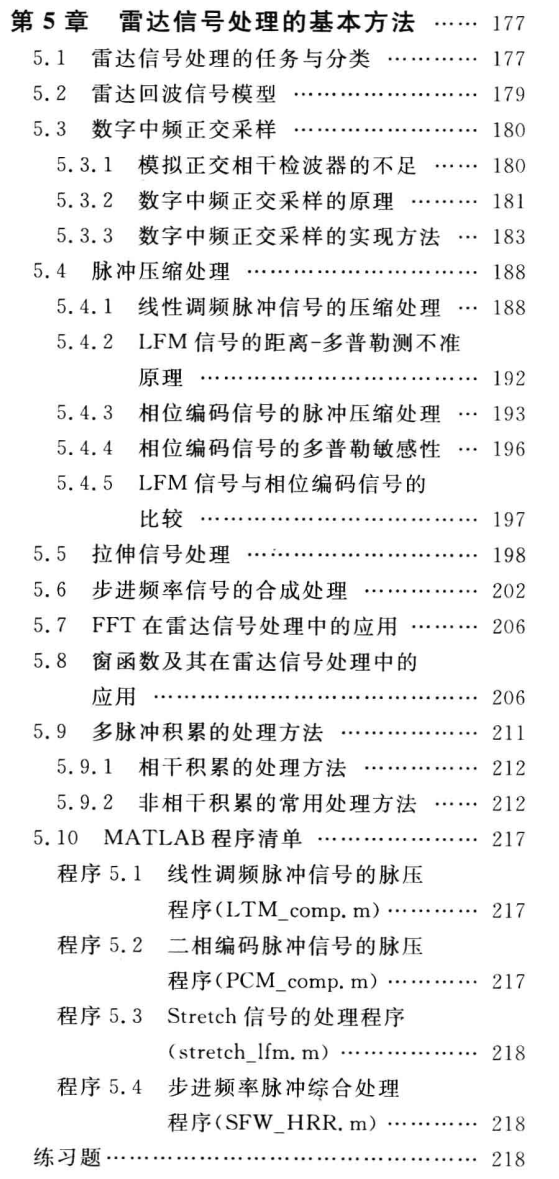 第 5 章 雷达信号处理的基本方法 …… 177
5.1 雷达信号处理的任务与分类 ………… 177
5.2 雷达回波信号模型 …………………… 179
5.3 数字中频正交采样 …………………… 180
5.3.1 模拟正交相干检波器的不足 …… 180
5.3.2 数字中频正交采样的原理 ……… 181
5.3.3 数字中频正交采样的实现方法 … 183
5.4 脉冲压缩处理 ………………………… 188
5.4.1 线性调频脉冲信号的压缩处理 … 188
5.4.2 LFM 信号的距离-多普勒测不准
原理 ……………………………… 192
5.4.3 相位编码信号的脉冲压缩处理 … 193
5.4.4 相位编码信号的多普勒敏感性 … 196
5.4.5 LFM 信号与相位编码信号的
比较 ……………………………… 197
5.5 拉伸信号处理 ………………………… 198
5.6 步进频率信号的合成处理 …………… 202
5.7 FFT 在雷达信号处理中的应用 ……… 206
5.8 窗函数及其在雷达信号处理中的
应用 …………………………………… 206
5.9 多脉冲积累的处理方法 ……………… 211
5.9.1 相干积累的处理方法 …………… 212
5.9.2 非相干积累的常用处理方法 …… 212
5.10 MATLAB 程序清单 ………………… 217
程序 5.1 线性调频脉冲信号的脉压
程序(LTM_comp. m) ………… 217
程序 5.2 二相编码脉冲信号的脉压
程序(PCM_comp. m) ………… 217
程序 5.3 Stretch 信号的处理程序
(stretch_lfm. m) ……………… 218
程序 5.4 步进频率脉冲综合处理
程序(SFW_HRR. m) ………… 218
练习题 ………………………………………… 218